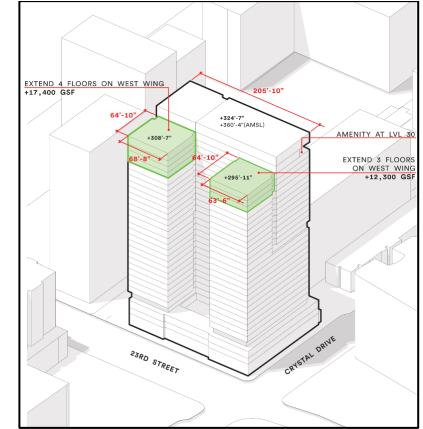 EXTEND 4 FLOORS ON WEST WING
+17,400 GSF
205'-10"
64'-10"
+324'-7"
+360'-4"(AMSL)
+308'-7"
AMENITY AT LVL 30
68'-8"
64'-10"
EXTEND 3 FLOORS
ON WEST WING
+12,300 GSF
+295'-11"
63'-6"
23RD STREET
CRYSTAL DRIVE